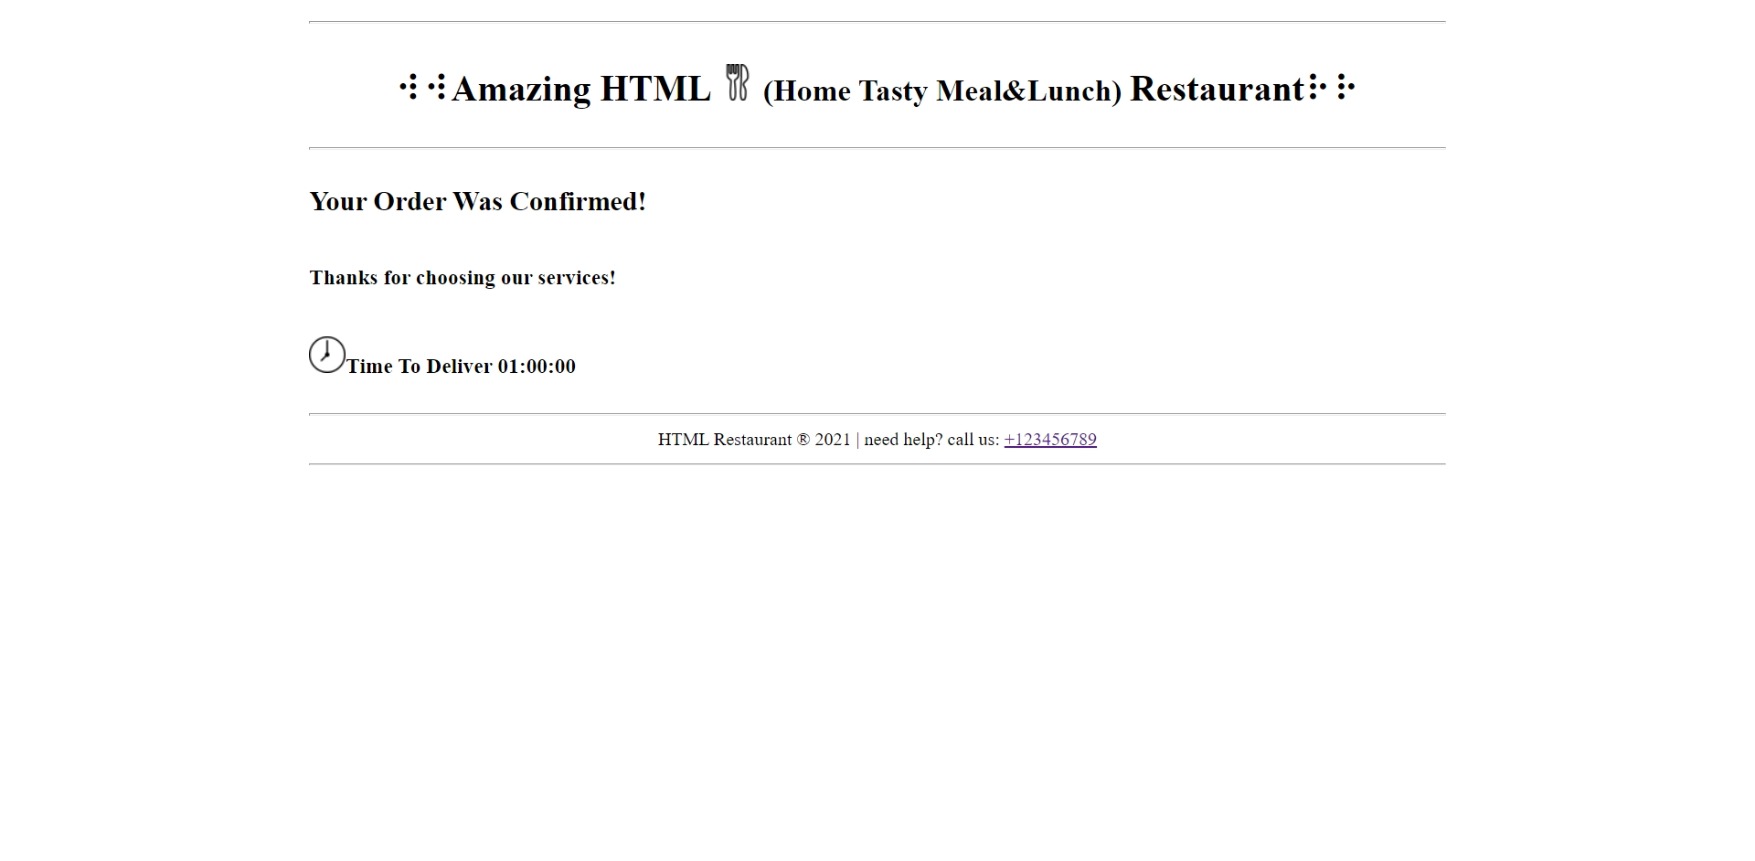 ⢺⢺Amazing HTML (Home Tasty Meal&Lunch) Restaurant⡗⡗
Your Order Was Confirmed!
Thanks for choosing our services!
Time To Deliver 01:00:00
HTML Restaurant ® 2021 | need help? call us: +123456789